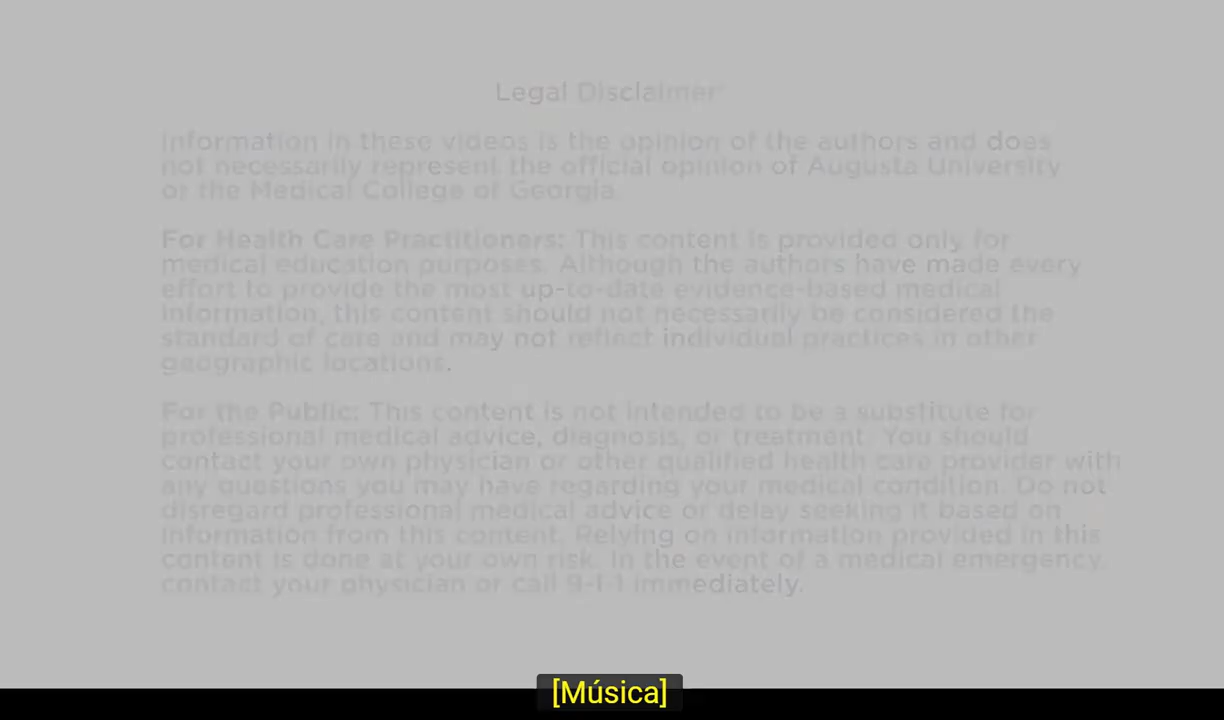 Legal Disclaimer
Information in these videos is the opinion of the authors and does
not necessarily represent the official opinion of Augusta University
or the Medical College of Georgia.
For Health Care Practitioners: This content is provided only for
medical education purposes. Although the authors have made every
effort to provide the most up-to-date evidence-based medical
information, this content should not necessarily be considered the
standard of care and may not reflect individual practices in other
geographic locations.
For the Public: This content is not intended to be a substitute for
professional medical advice, diagnosis, or treatment. You should
contact your own physician or other qualified health care provider with
any questions you may have regarding your medical condition. Do not
disregard professional medical advice or delay seeking it based on
information from this content. Relying on information provided in this
content is done at your own risk. In the event of a medical emergency,
contact your physician or call 9-1-1 immediately.
[Música]